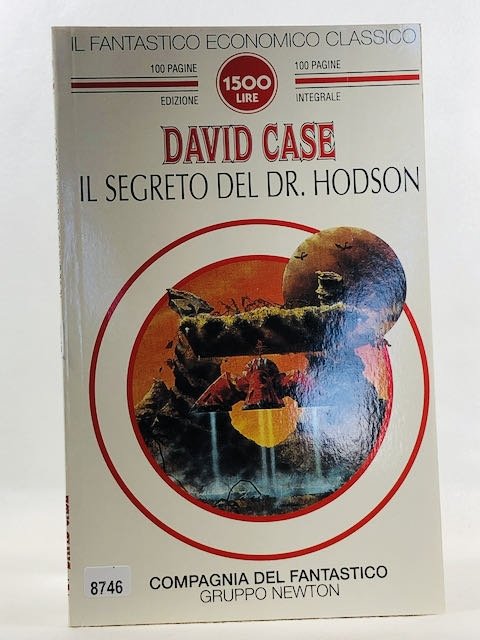 IL FANTASTICO ECONOMICO CLASSICO
100 PAGINE
1500
LIRE
100 PAGINE
EDIZIONE
INTEGRALE
DAVID CASE
IL SEGRETO DEL DR. HODSON
8746
COMPAGNIA DEL FANTASTICO
GRUPPO NEWTON